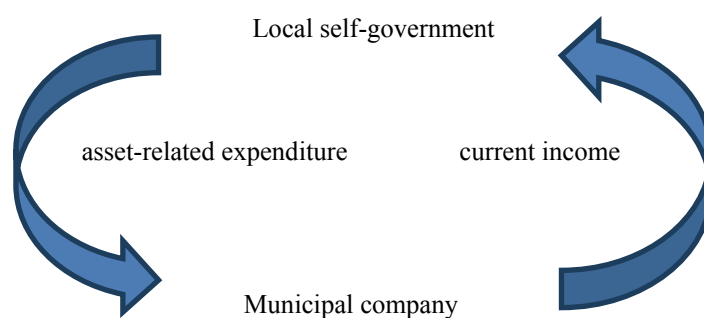 Local self-government
asset-related expenditure
current income
Municipal company